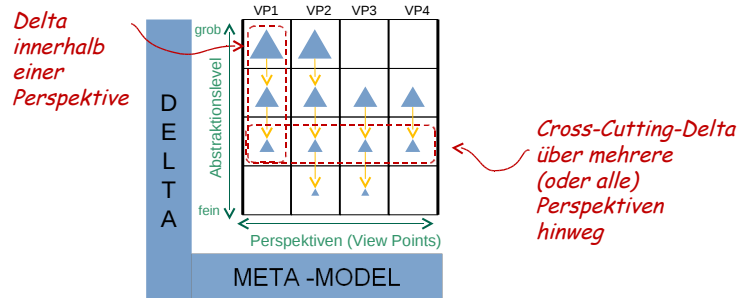 Delta
innerhalb
einer
Perspektive
VP1 VP2 VP3 VP4
grob
Abstraktionslevel
fein
DELTA
Perspektiven (View Points)
META -MODEL
Cross-Cutting-Delta
über mehrere
(oder alle)
Perspektiven
hinweg